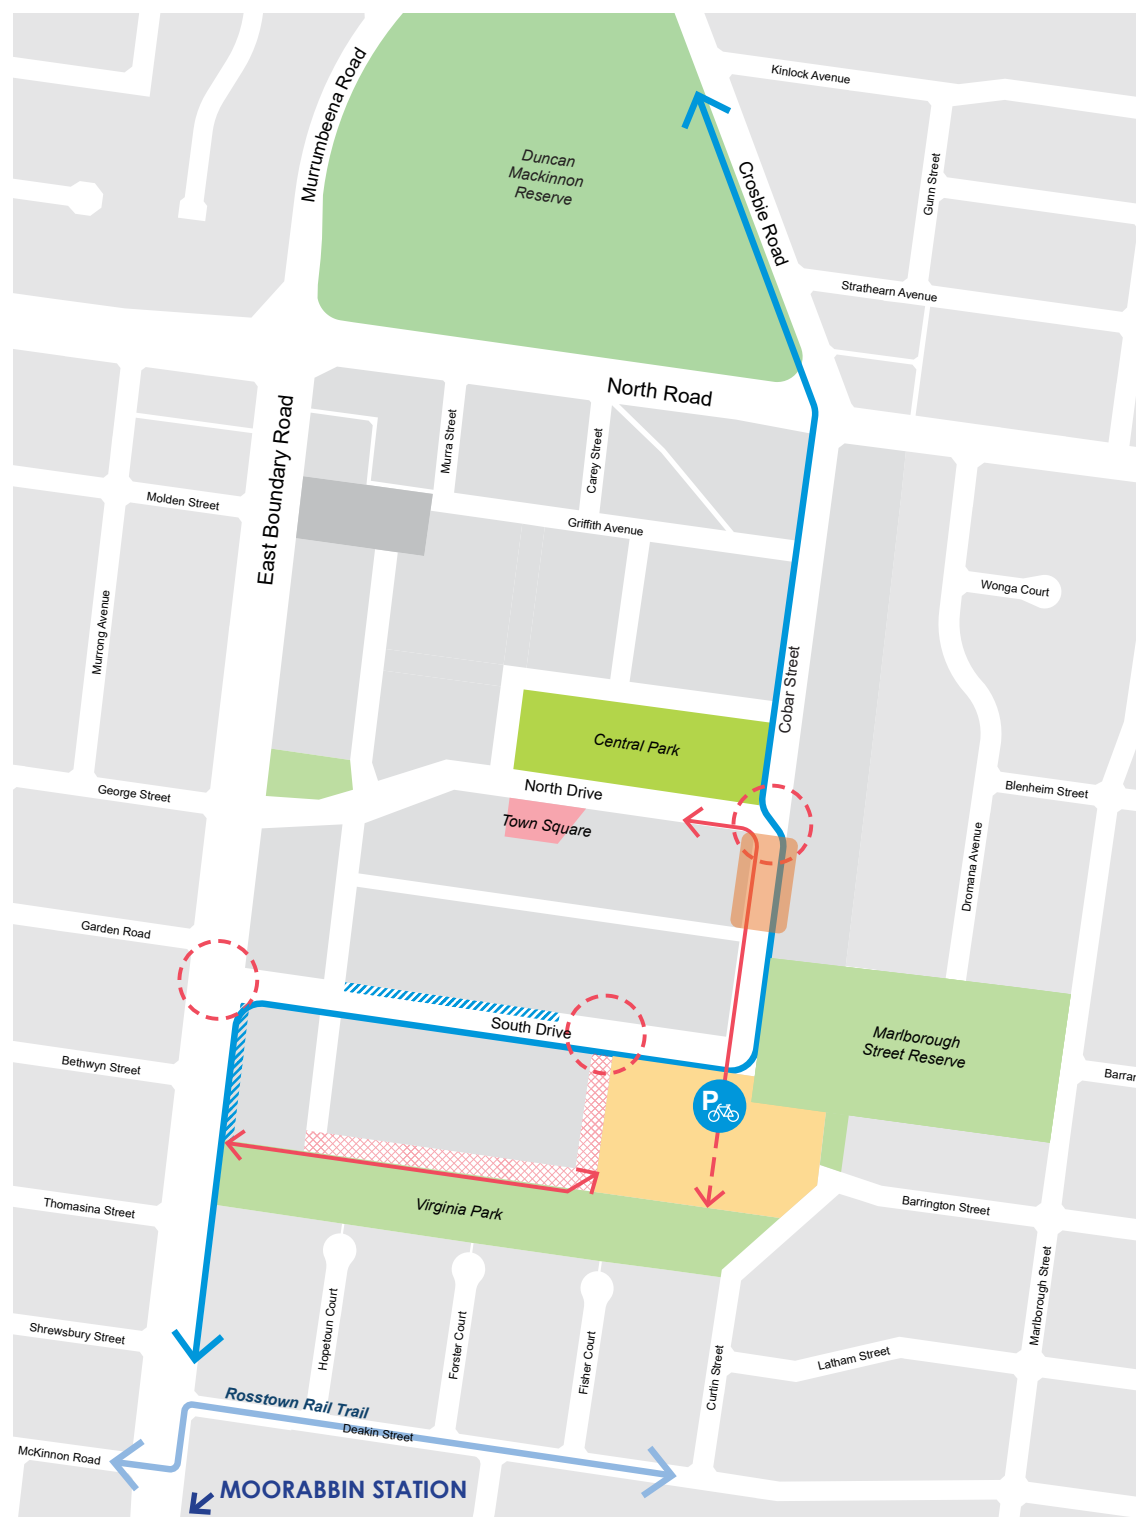 Kinlock Avenue
Murrumbeena Road
Duncan
Mackinnon
Reserve
Crosbie Road
Gunn Street
Strathearn Avenue
North Road
East Boundary Road
Murra Street
Carey Street
Molden Street
Griffith Avenue
Wonga Court
Murrong Avenue
Cobar Street
Central Park
North Drive
George Street
Blenheim Street
Town Square
Dromana Avenue
Garden Road
South Drive
Marlborough
Street Reserve
Bethwyn Street
Barrar
P
Thomasina Street
Virginia Park
Barrington Street
Marlborough Street
Shrewsbury Street
Hopetoun Court
Forster Court
Fisher Court
Curtin Street
Latham Street
Rosstown Rail Trail
Deakin Street
McKinnon Road
MOORABBIN STATION